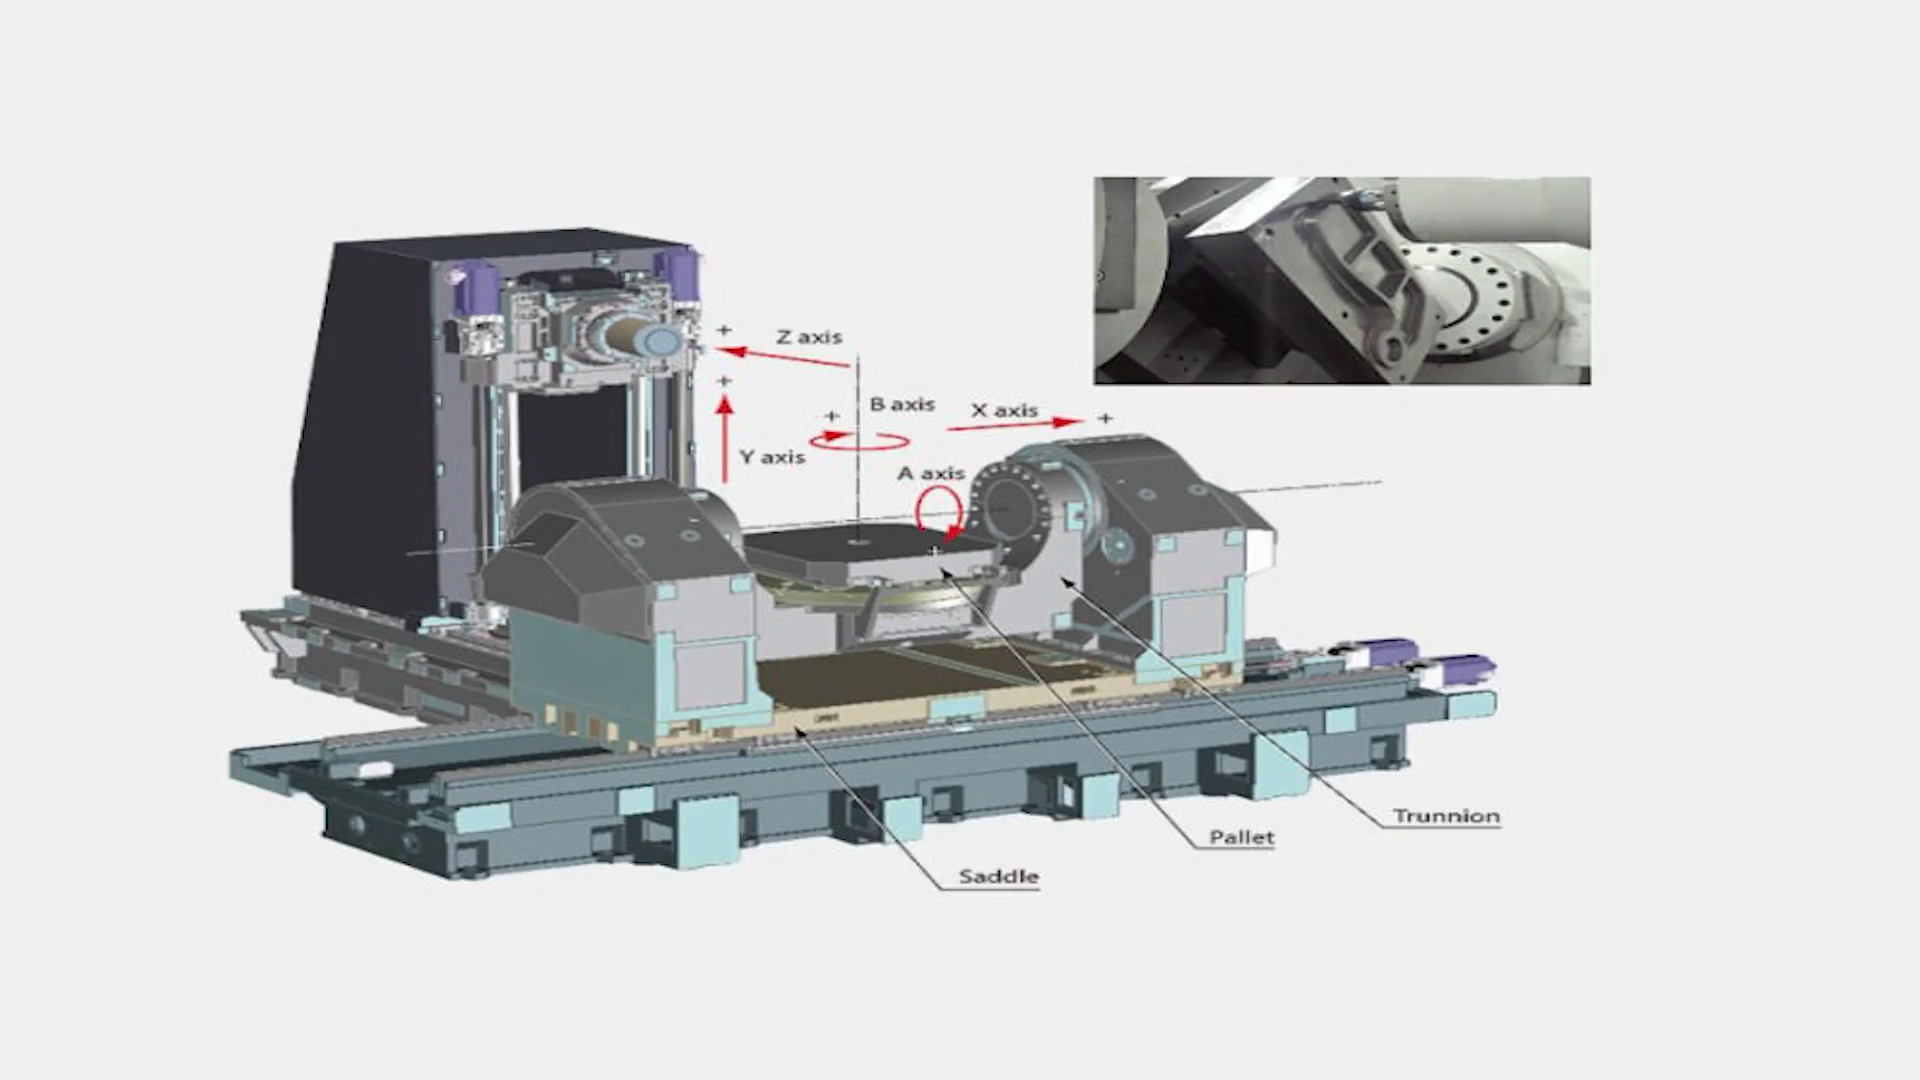 +
Z axis
+
B axis
+
X axis
+
Y axis
A axis
+
Trunnion
Pallet
Saddle